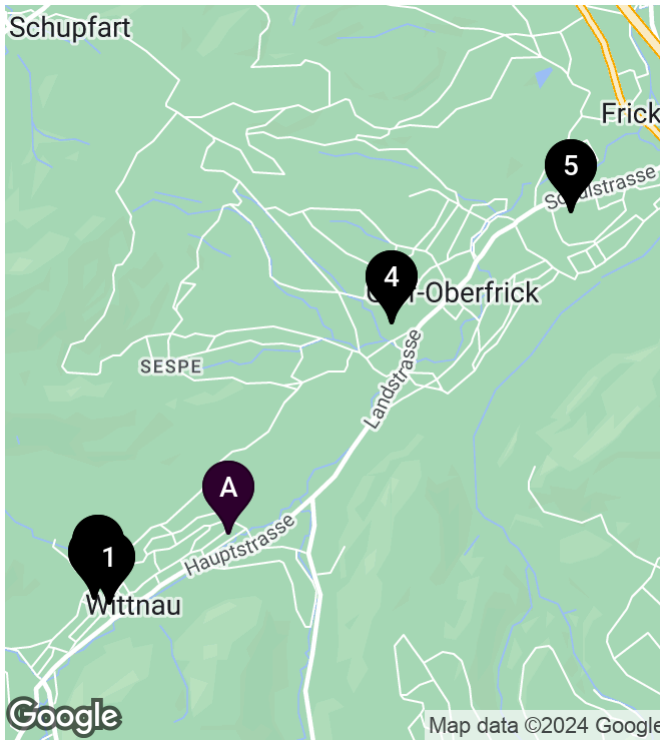 Schupfart
Frick
5
Schulstrasse
4
-Oberfrick
SESPE
Landstrasse
A
Hauptstrasse
1
Wittnau
Google
Map data ©2024 Google